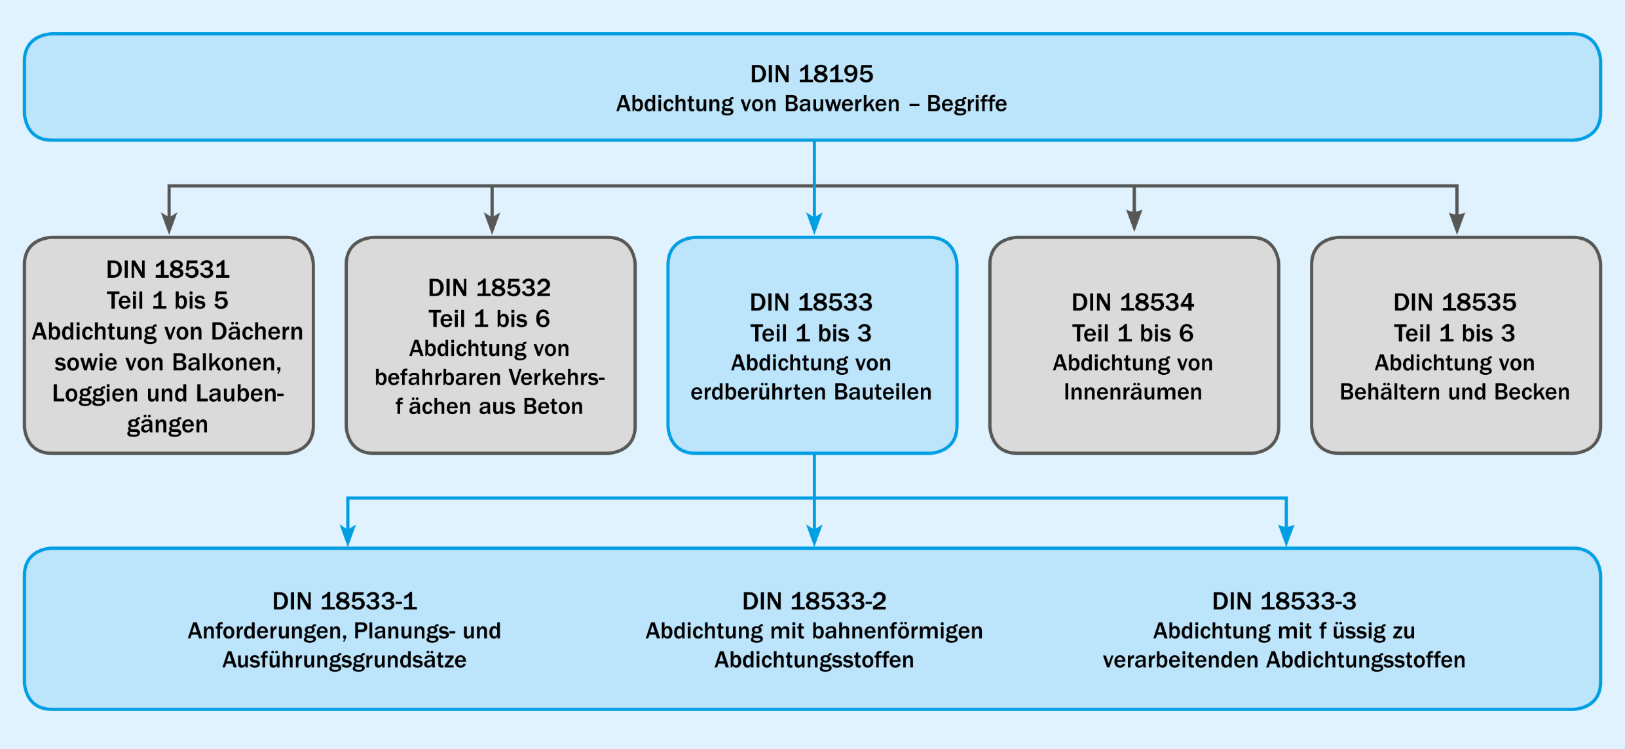 DIN 18195
Abdichtung von Bauwerken – Begriffe
DIN 18531
Teil 1 bis 5
Abdichtung von Dächern
sowie von Balkonen,
Loggien und Lauben-
gängen
DIN 18532
Teil 1 bis 6
Abdichtung von
befahrbaren Verkehrs-
f ächen aus Beton
DIN 18533
Teil 1 bis 3
Abdichtung von
erdberührten Bauteilen
DIN 18534
Teil 1 bis 6
Abdichtung von
Innenräumen
DIN 18535
Teil 1 bis 3
Abdichtung von
Behältern und Becken
DIN 18533-1
Anforderungen, Planungs- und
Ausführungsgrundsätze
DIN 18533-2
Abdichtung mit bahnenförmigen
Abdichtungsstoffen
DIN 18533-3
Abdichtung mit f üssig zu
verarbeitenden Abdichtungsstoffen